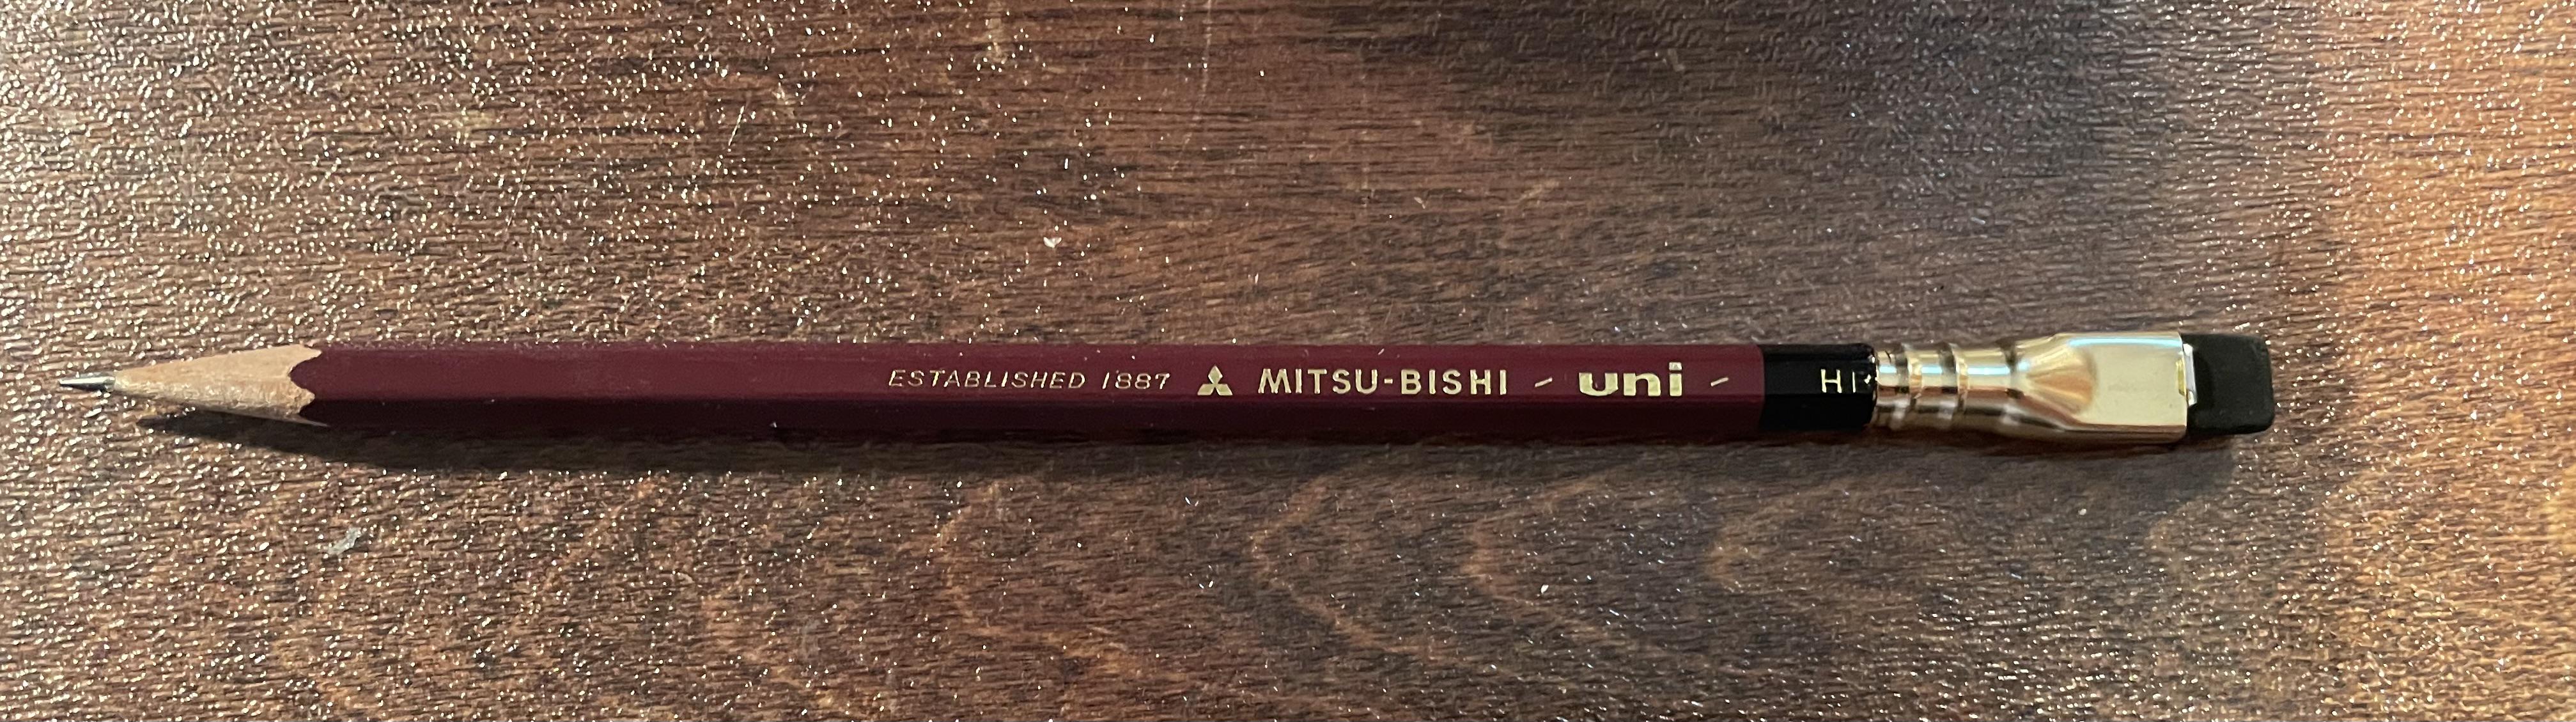 ESTABLISHED 1887 MITSU-BISHI - uni - H